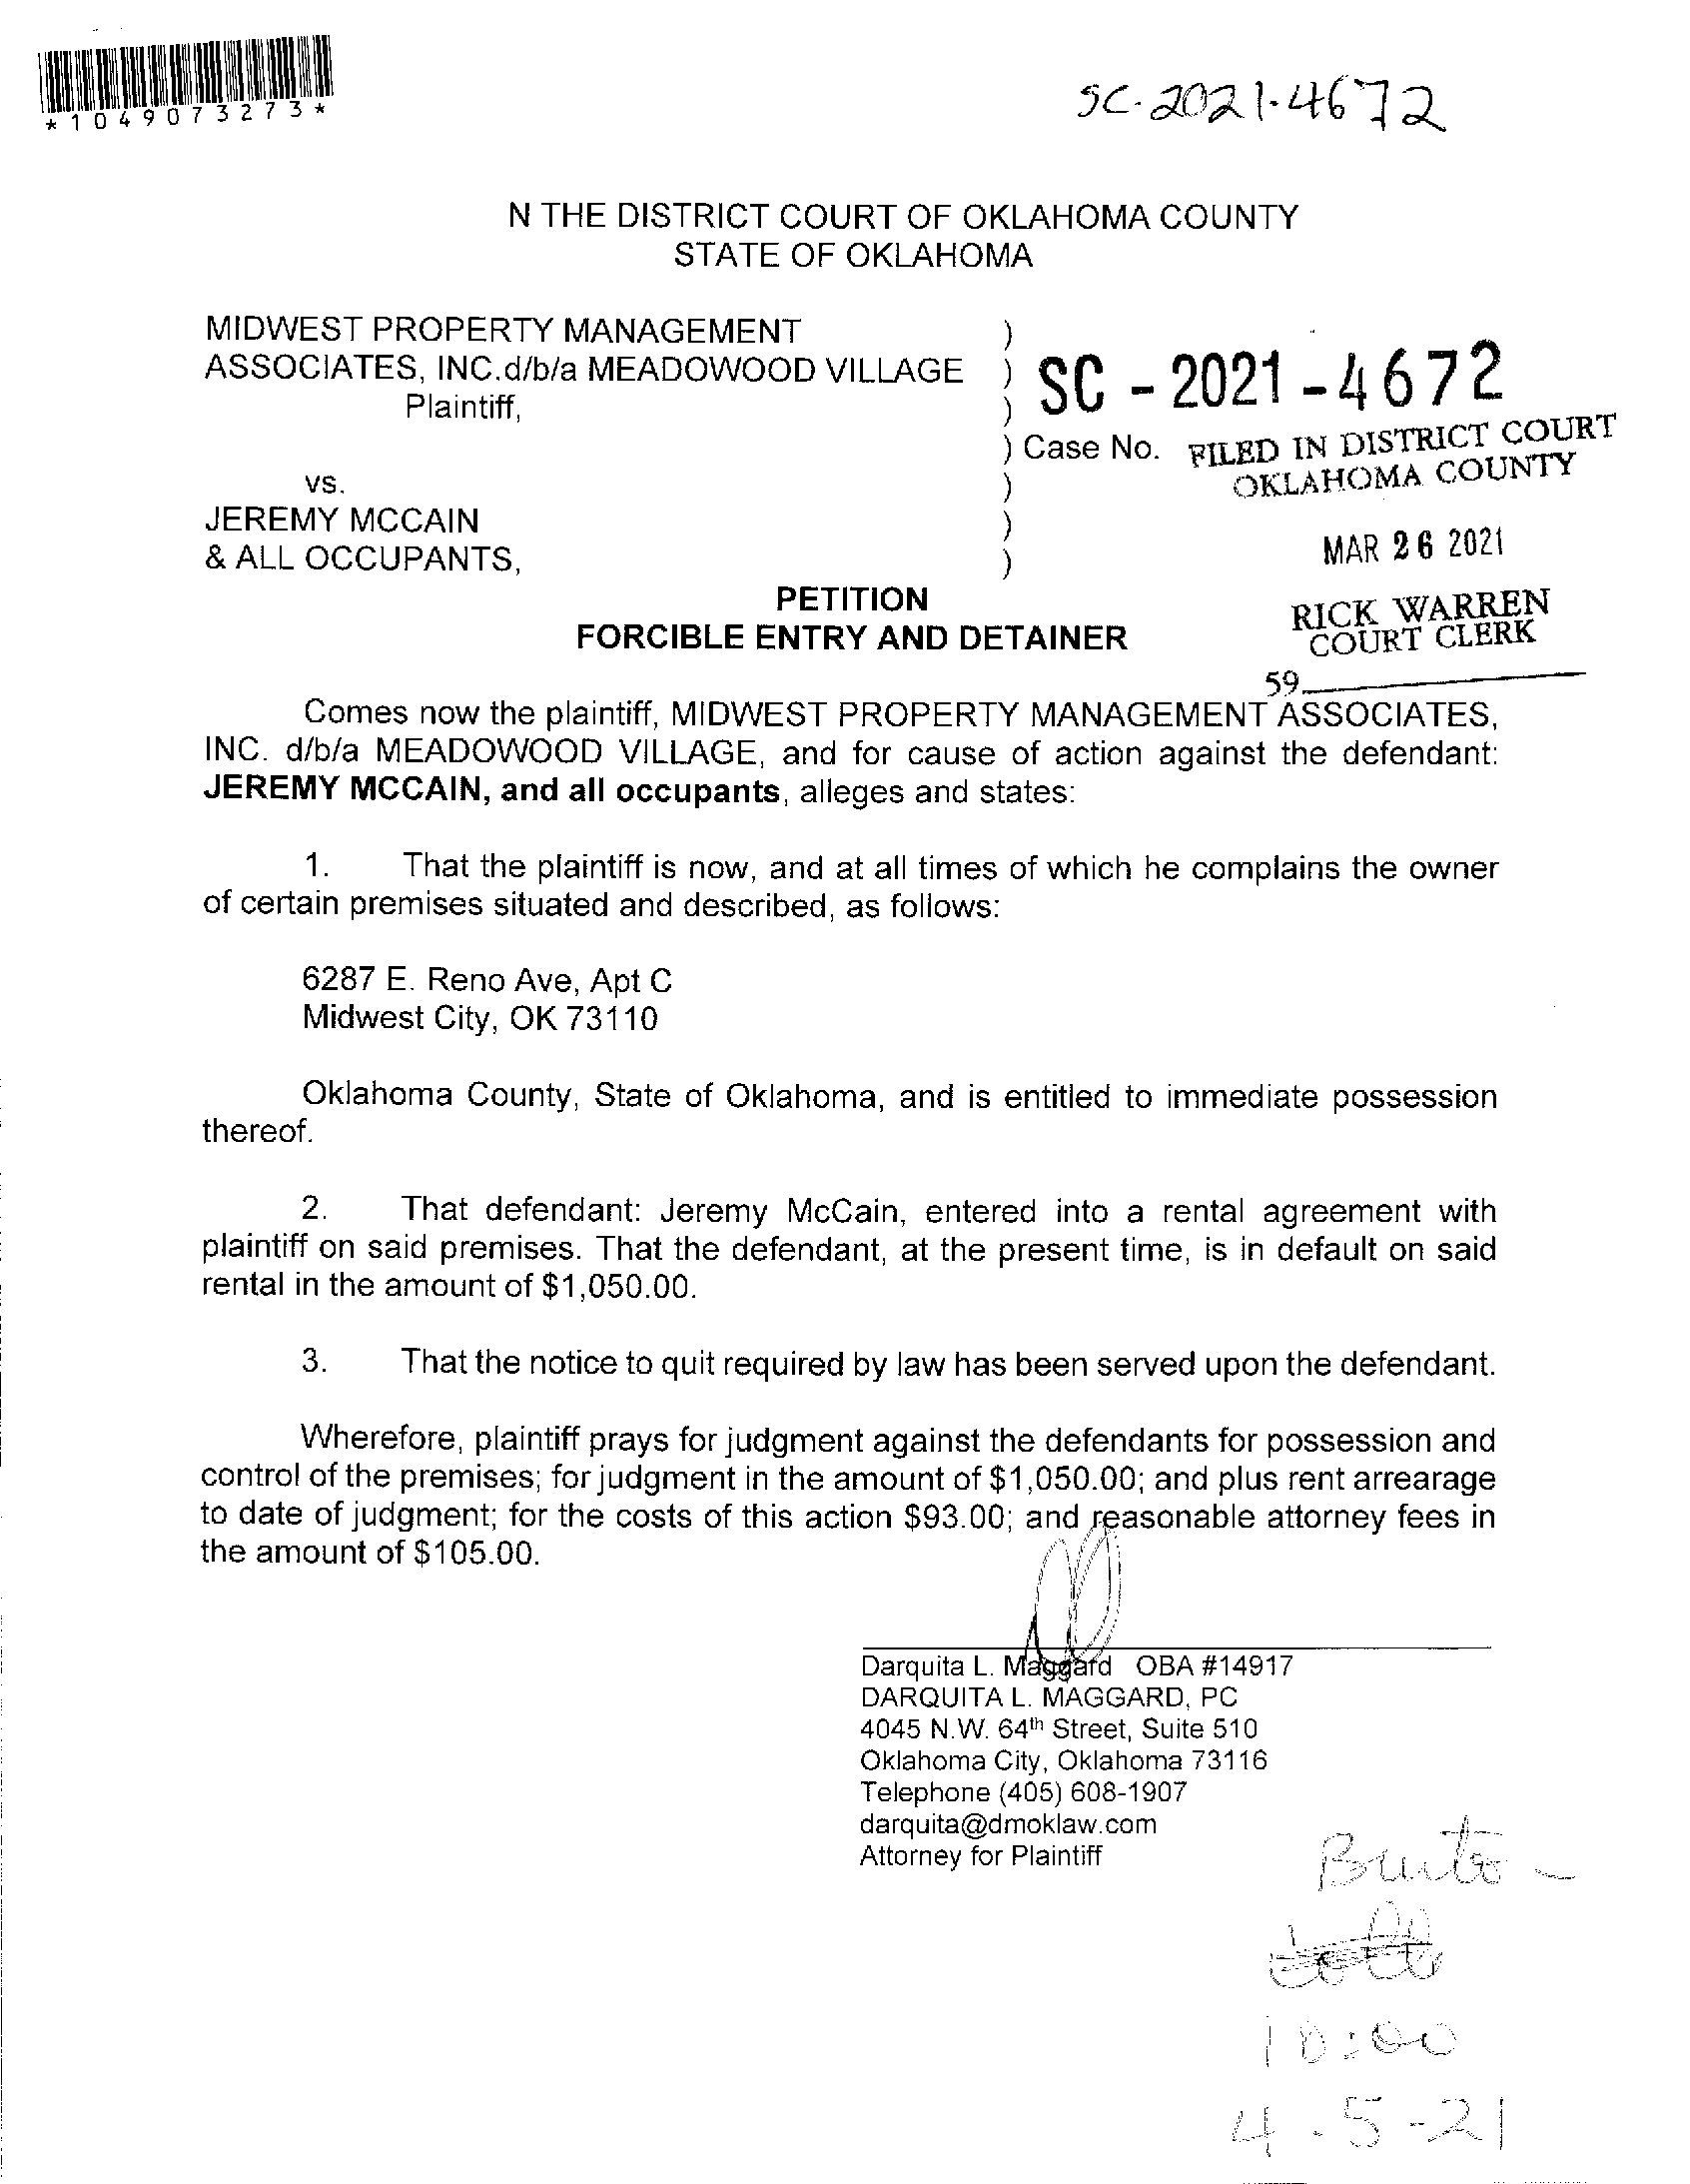 *1049073273*
SC-2021-4672
N THE DISTRICT COURT OF OKLAHOMA COUNTY
STATE OF OKLAHOMA
MIDWEST PROPERTY MANAGEMENT )
ASSOCIATES, INC.d/b/a MEADOWOOD VILLAGE ) SC - 2021 - 4672
Plaintiff, )
) Case No. FILED IN DISTRICT COURT
OKLAHOMA COUNTY
vs. )
JEREMY MCCAIN )
& ALL OCCUPANTS, ) MAR 26 2021
PETITION
RICK WARREN
FORCIBLE ENTRY AND DETAINER COURT CLERK
59
Comes now the plaintiff, MIDWEST PROPERTY MANAGEMENT ASSOCIATES,
INC. d/b/a MEADOWOOD VILLAGE, and for cause of action against the defendant:
JEREMY MCCAIN, and all occupants, alleges and states:
1. That the plaintiff is now, and at all times of which he complains the owner
of certain premises situated and described, as follows:
6287 E. Reno Ave, Apt C
Midwest City, OK 73110
Oklahoma County, State of Oklahoma, and is entitled to immediate possession
thereof.
2. That defendant: Jeremy McCain, entered into a rental agreement with
plaintiff on said premises. That the defendant, at the present time, is in default on said
rental in the amount of $1,050.00.
3. That the notice to quit required by law has been served upon the defendant.
Wherefore, plaintiff prays for judgment against the defendants for possession and
control of the premises; for judgment in the amount of $1,050.00; and plus rent arrearage
to date of judgment; for the costs of this action $93.00; and reasonable attorney fees in
the amount of $105.00.
Darquita L. Maggard OBA #14917
DARQUITA L. MAGGARD, PC
4045 N.W. 64th Street, Suite 510
Oklahoma City, Oklahoma 73116
Telephone (405) 608-1907
darquita@dmoklaw.com
Attorney for Plaintiff
10:00
4-5-21